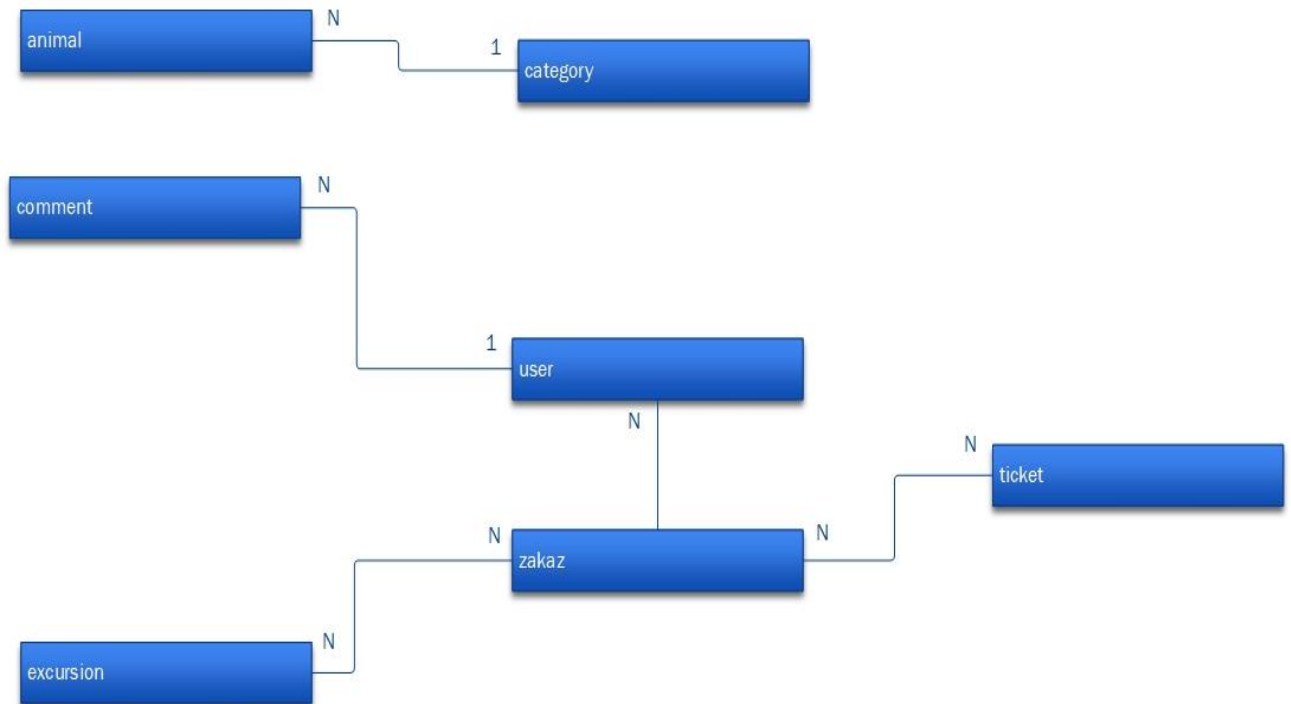 N
animal
1
category
N
comment
1
user
N
N
ticket
N
N
zakaz
N
excursion